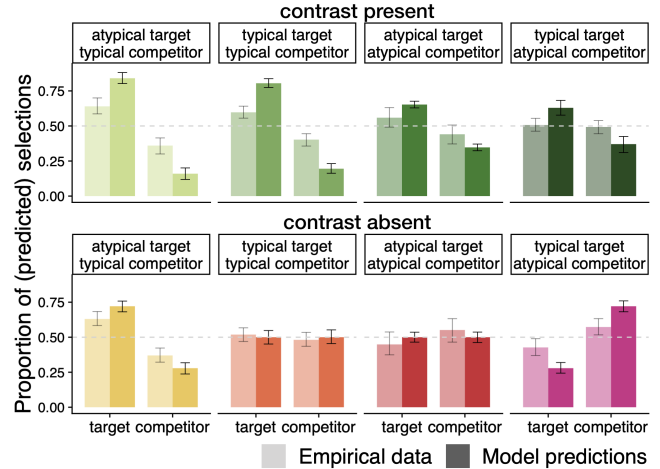 contrast present
atypical target
typical competitor
typical target
typical competitor
atypical target
atypical competitor
typical target
atypical competitor
0.75
0.50
0.25
0.00
contrast absent
atypical target
typical competitor
typical target
typical competitor
atypical target
atypical competitor
typical target
atypical competitor
0.75
0.50
0.25
0.00
Proportion of (predicted) selections
target competitor
target competitor
target competitor
target competitor
Empirical data
Model predictions